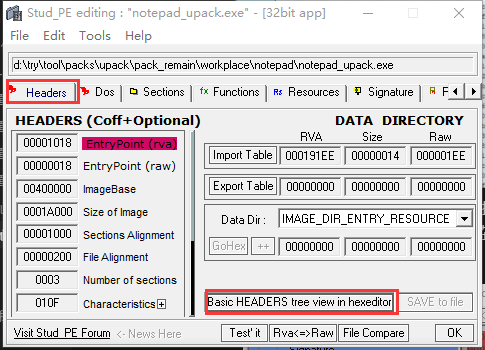 Stud_PE editing : "notepad_upack.exe" - [32bit app]
File Edit Tools Help
d:\try\tool\packs\upack\pack_remain\workplace\notepad\notepad_upack.exe
Headers Dos Sections Functions Resources Signature
HEADERS (Coff+Optional)
00001018 EntryPoint (rva)
00000018 EntryPoint (raw)
00400000 ImageBase
0001A000 Size of Image
00001000 Sections Alignment
00000200 File Alignment
0003 Number of sections
010F Characteristics
DATA DIRECTORY
RVA Size Raw
Import Table 000191EE 00000014 000001EE
Export Table 00000000 00000000 00000000
Data Dir : IMAGE_DIR_ENTRY_RESOURCE
GoHex ++ 00000000 00000000 00000000
Basic HEADERS tree view in hexeditor SAVE to file
Visit Stud_PE Forum <- News Here Test' it Rva<=>Raw File Compare OK